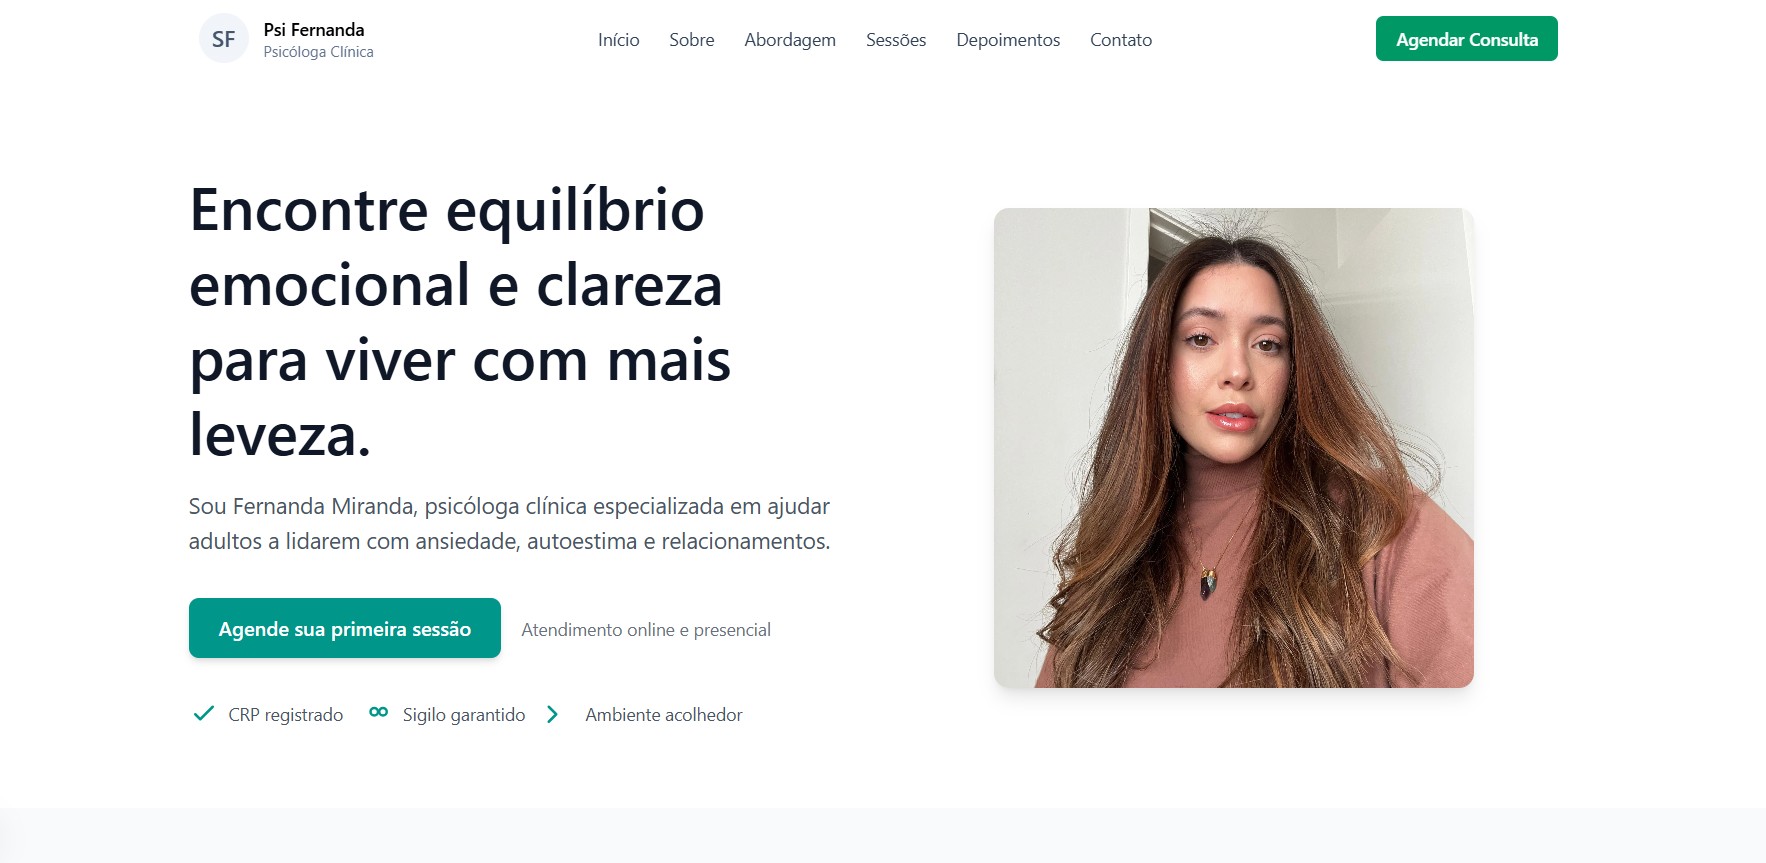 SF
Psi Fernanda
Psicóloga Clínica
Início
Sobre
Abordagem
Sessões
Depoimentos
Contato
Agendar Consulta
Encontre equilíbrio
emocional e clareza
para viver com mais
leveza.
Sou Fernanda Miranda, psicóloga clínica especializada em ajudar
adultos a lidarem com ansiedade, autoestima e relacionamentos.
Agende sua primeira sessão
Atendimento online e presencial
CRP registrado
Sigilo garantido
Ambiente acolhedor